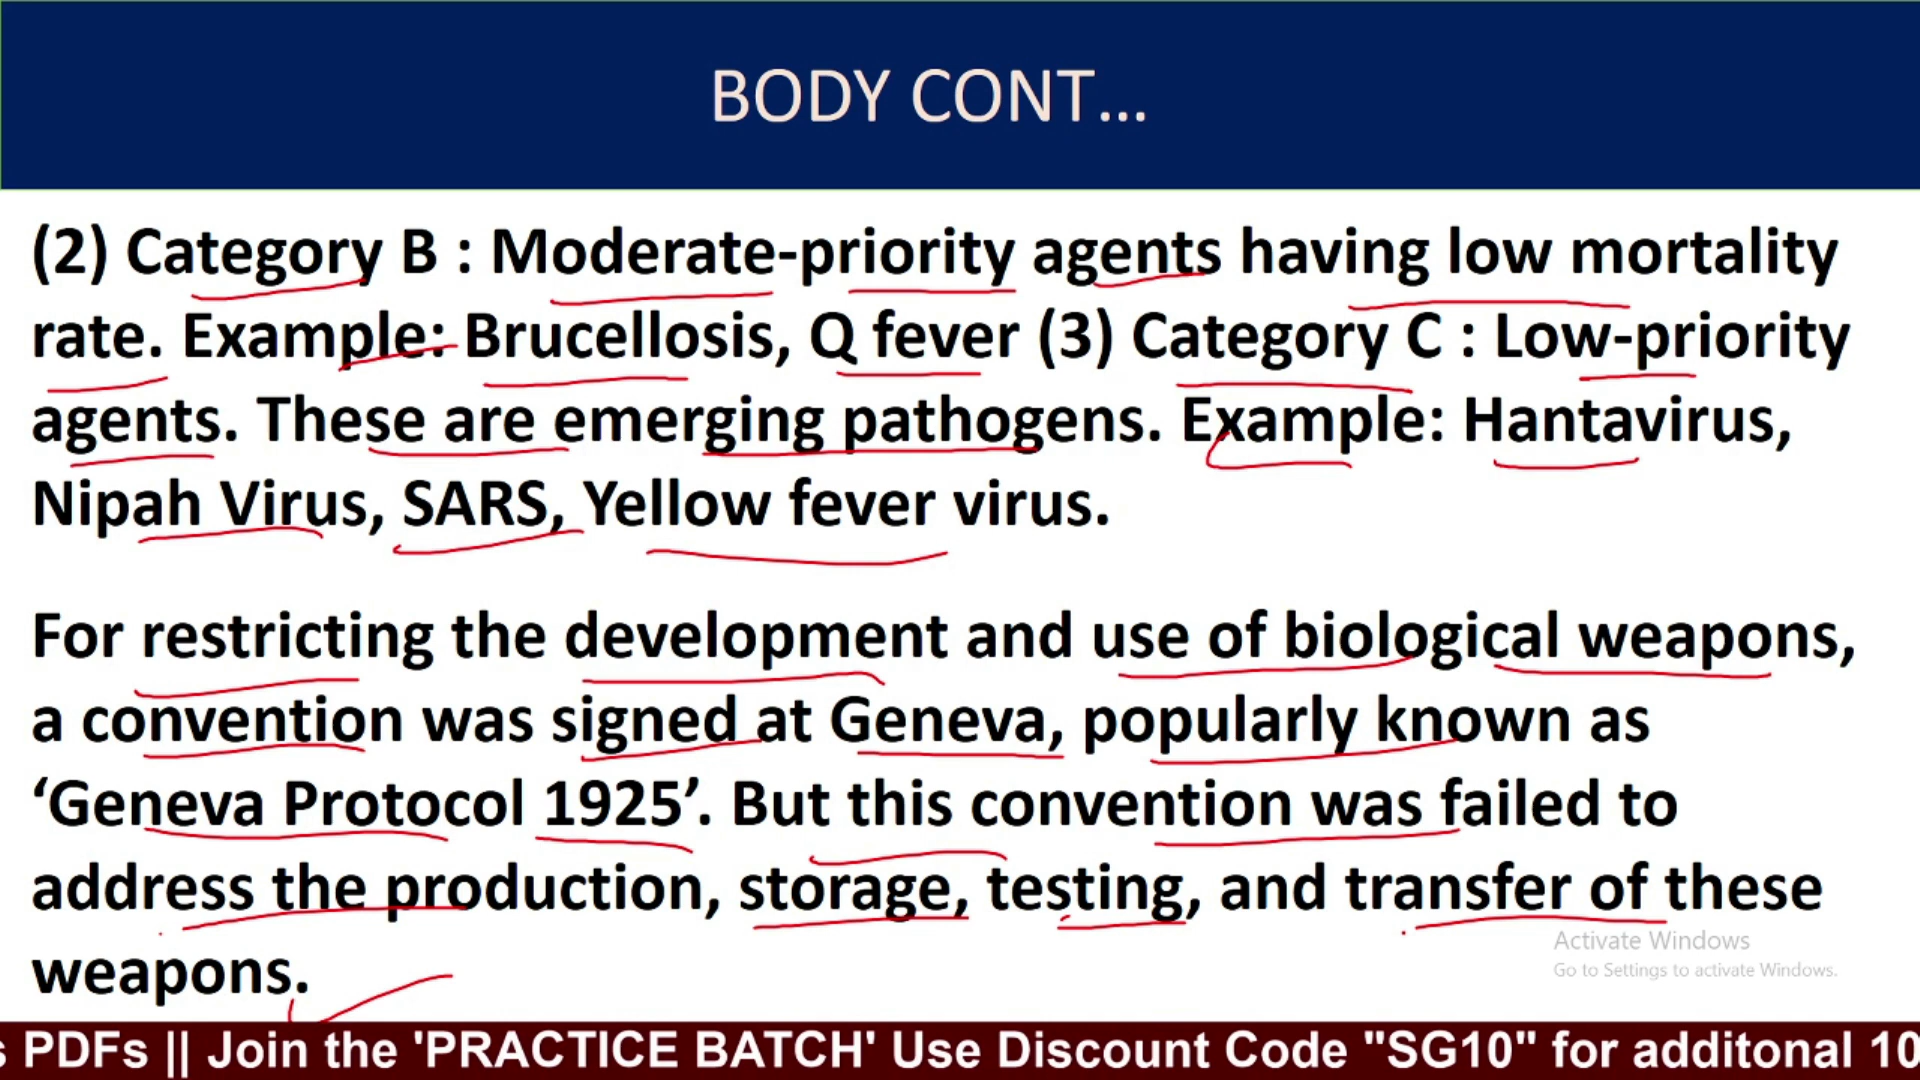 BODY CONT...
(2) Category B : Moderate-priority agents having low mortality
rate. Example: Brucellosis, Q fever (3) Category C : Low-priority
agents. These are emerging pathogens. Example: Hantavirus,
Nipah Virus, SARS, Yellow fever virus.
For restricting the development and use of biological weapons,
a convention was signed at Geneva, popularly known as
‘Geneva Protocol 1925’. But this convention was failed to
address the production, storage, testing, and transfer of these
weapons.
Activate Windows
Go to Settings to activate Windows.
s PDFs || Join the 'PRACTICE BATCH' Use Discount Code "SG10" for additonal 10